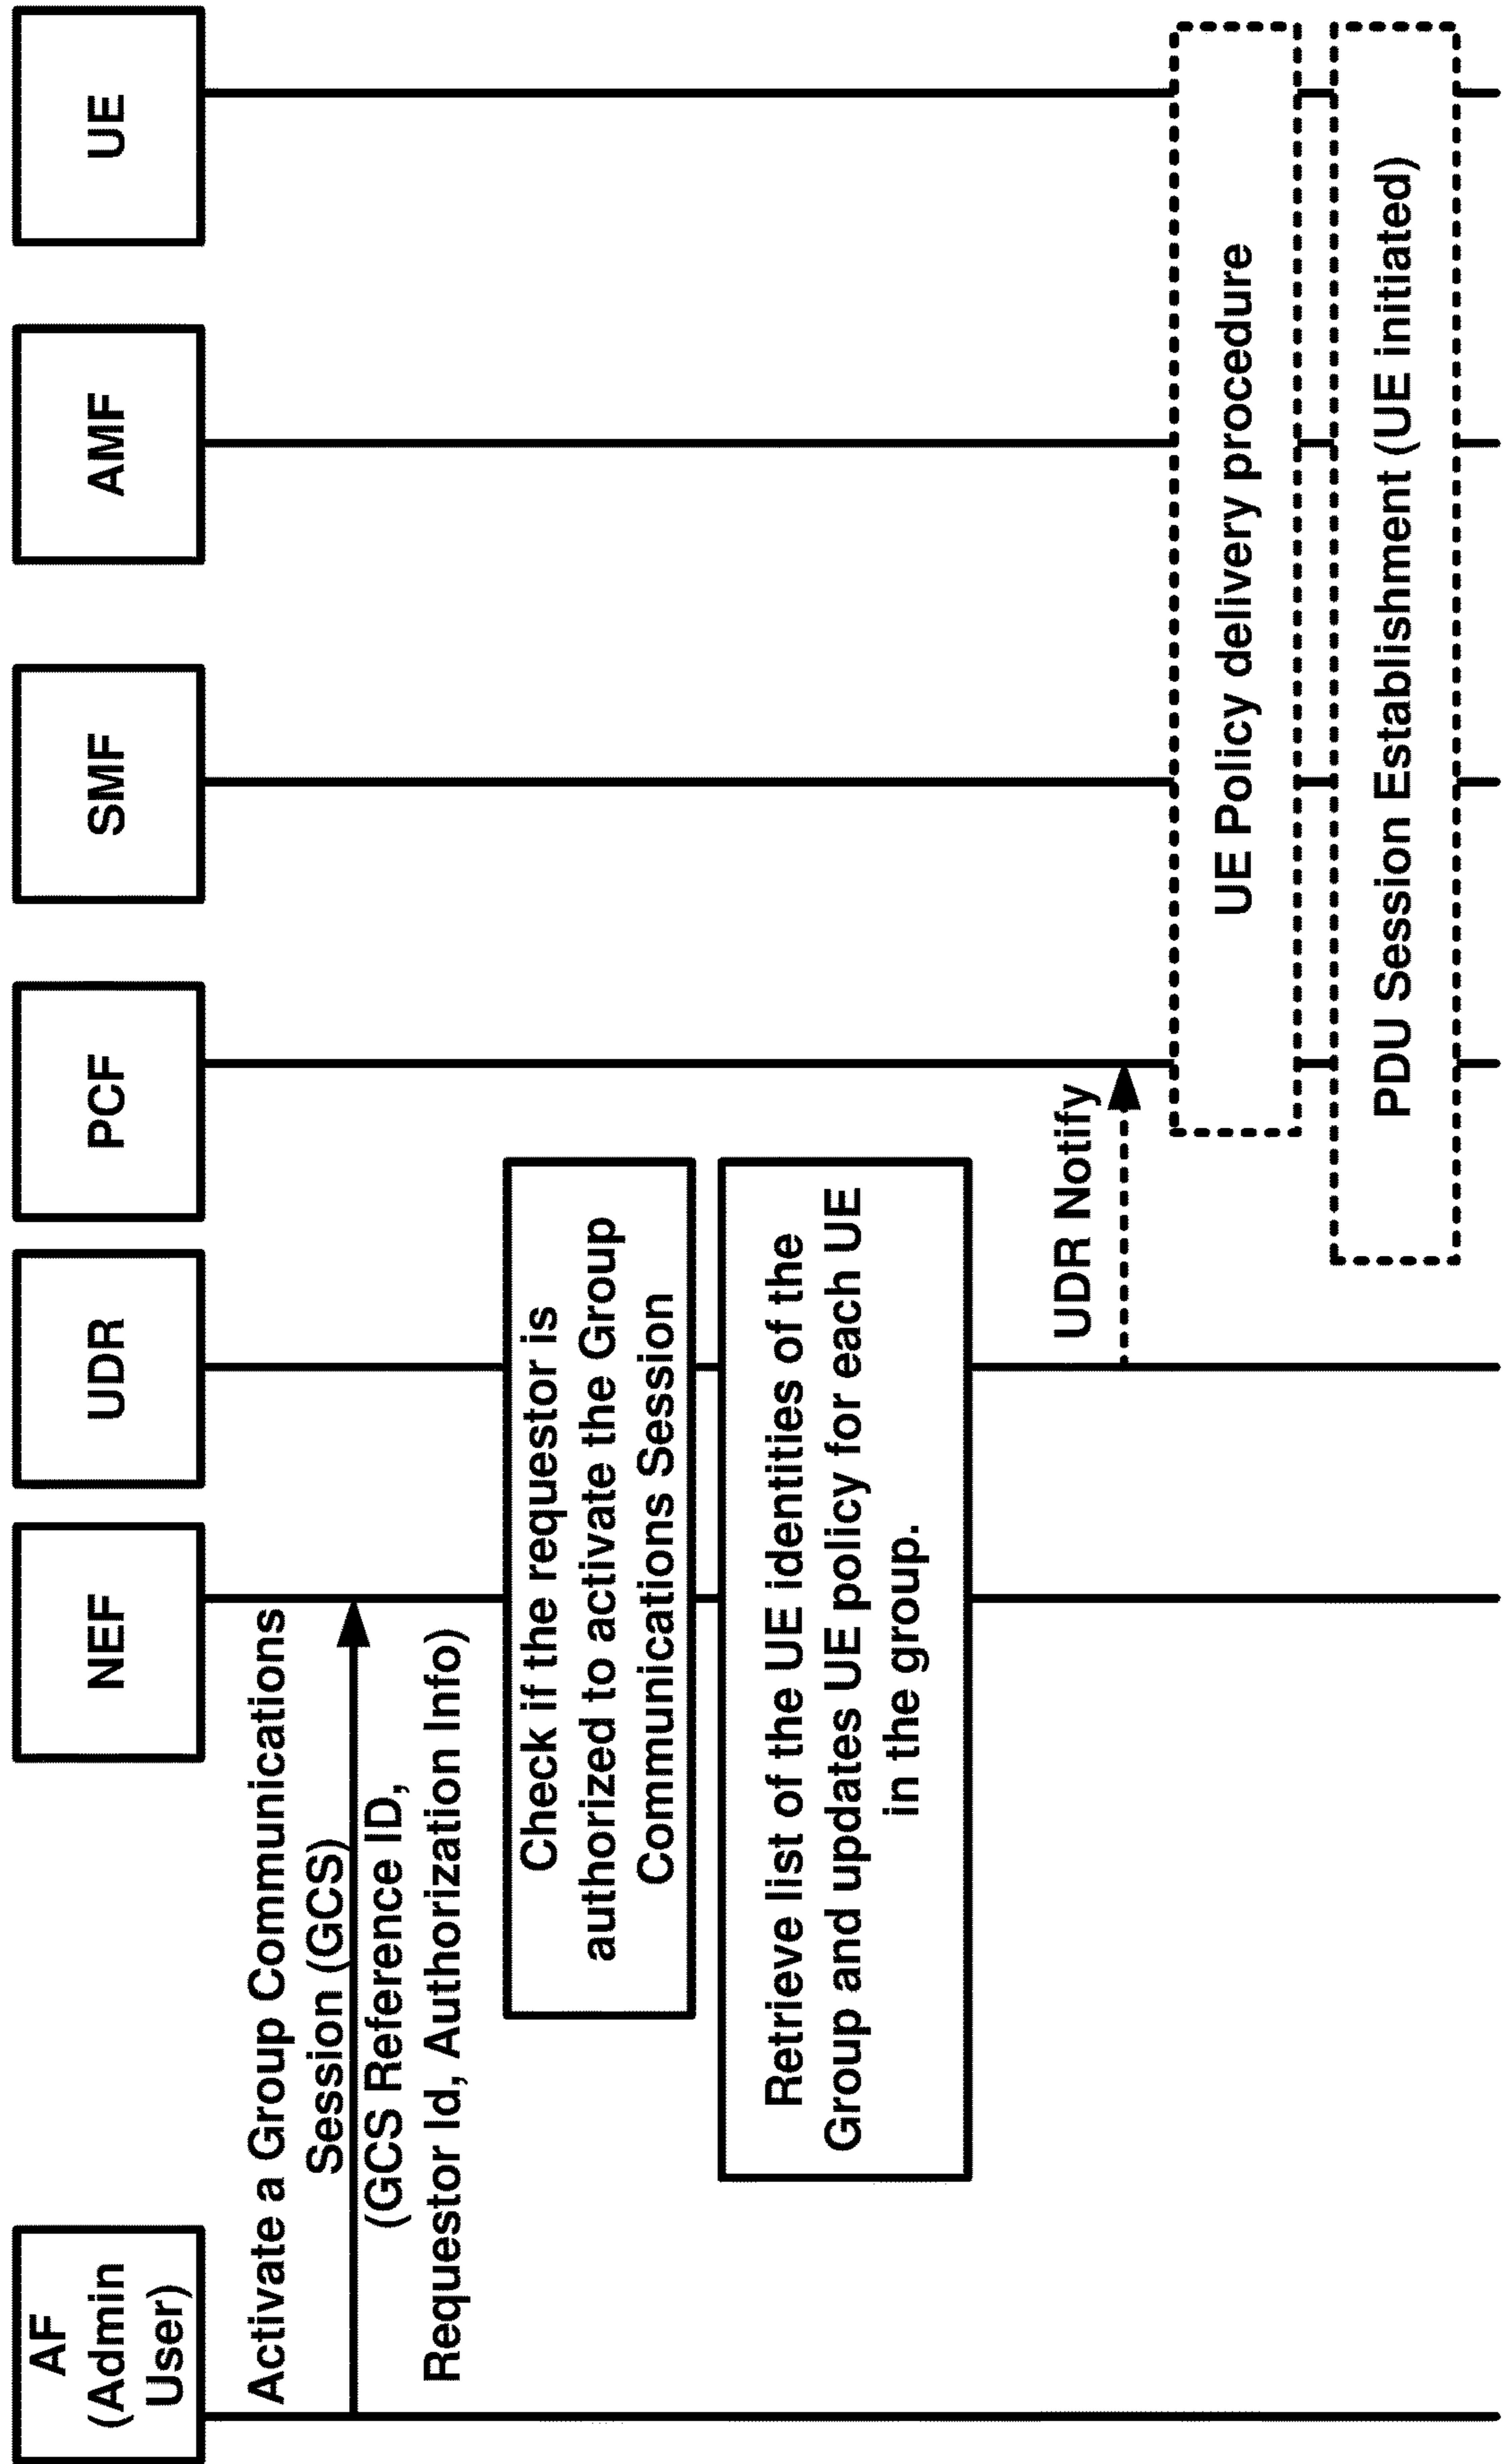 AF
(Admin
User)
NEF
UDR
PCF
SMF
AMF
UE
Activate a Group Communications
Session (GCS)
(GCS Reference ID,
Requestor Id, Authorization Info)
Check if the requestor is
authorized to activate the Group
Communications Session
Retrieve list of the UE identities of the
Group and updates UE policy for each UE
in the group.
UDR Notify
UE Policy delivery procedure
PDU Session Establishment (UE initiated)